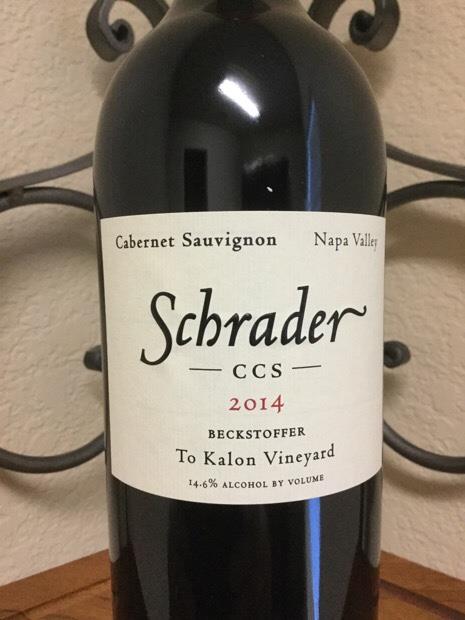 Cabernet Sauvignon Napa Valley
Schrader
— CCS —
2014
BECKSTOFFER
To Kalon Vineyard
14.6% ALCOHOL BY VOLUME